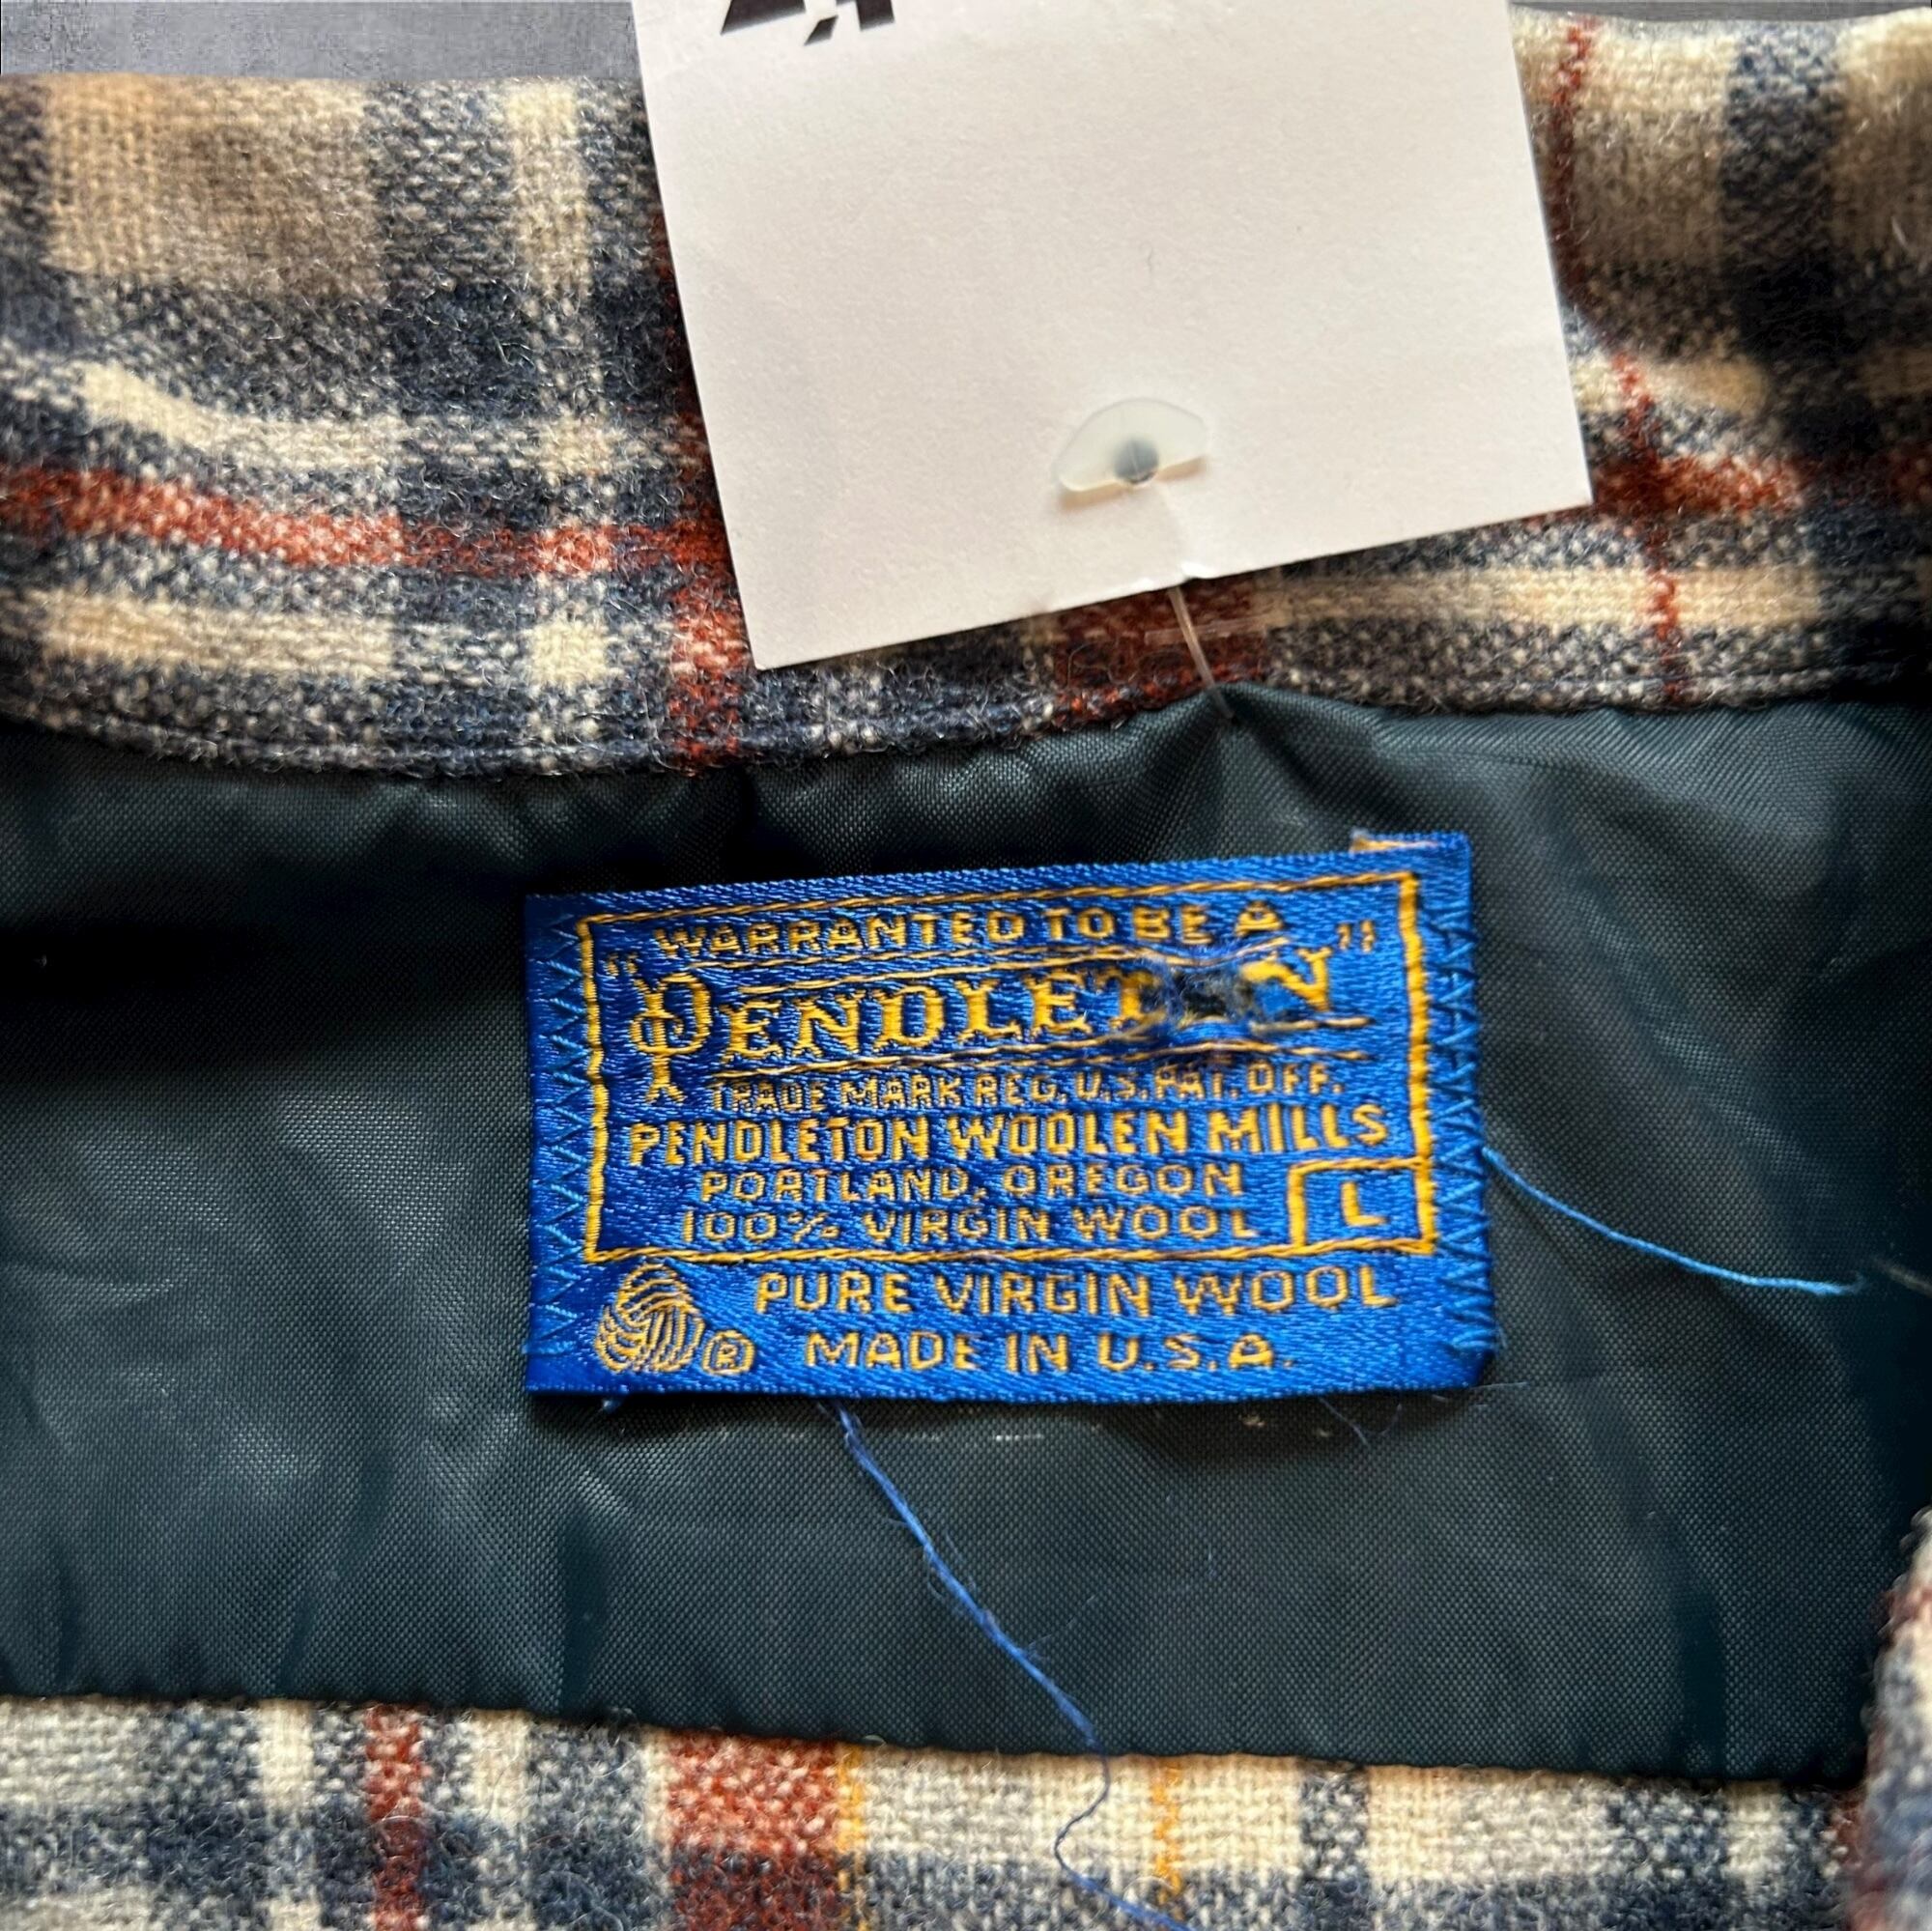 WARRANTED TO BE A
"PENDLETON"
TRADE MARK REG. U.S. PAT. OFF.
PENDLETON WOOLEN MILLS
PORTLAND, OREGON
100% VIRGIN WOOL L
PURE VIRGIN WOOL
® MADE IN U.S.A.